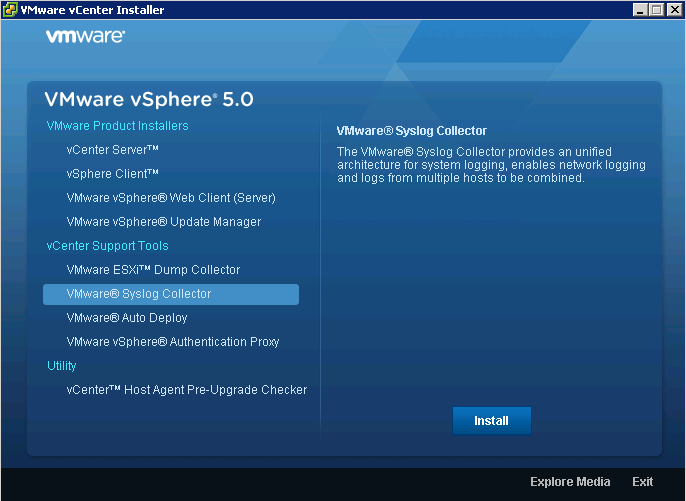 VMware vCenter Installer
vmware®
VMware vSphere® 5.0
VMware Product Installers
vCenter Server™
vSphere Client™
VMware vSphere® Web Client (Server)
VMware vSphere® Update Manager
vCenter Support Tools
VMware ESXi™ Dump Collector
VMware® Syslog Collector
VMware® Auto Deploy
VMware vSphere® Authentication Proxy
Utility
vCenter™ Host Agent Pre-Upgrade Checker
VMware® Syslog Collector
The VMware® Syslog Collector provides an unified
architecture for system logging, enables network logging
and logs from multiple hosts to be combined.
Install
Explore Media
Exit